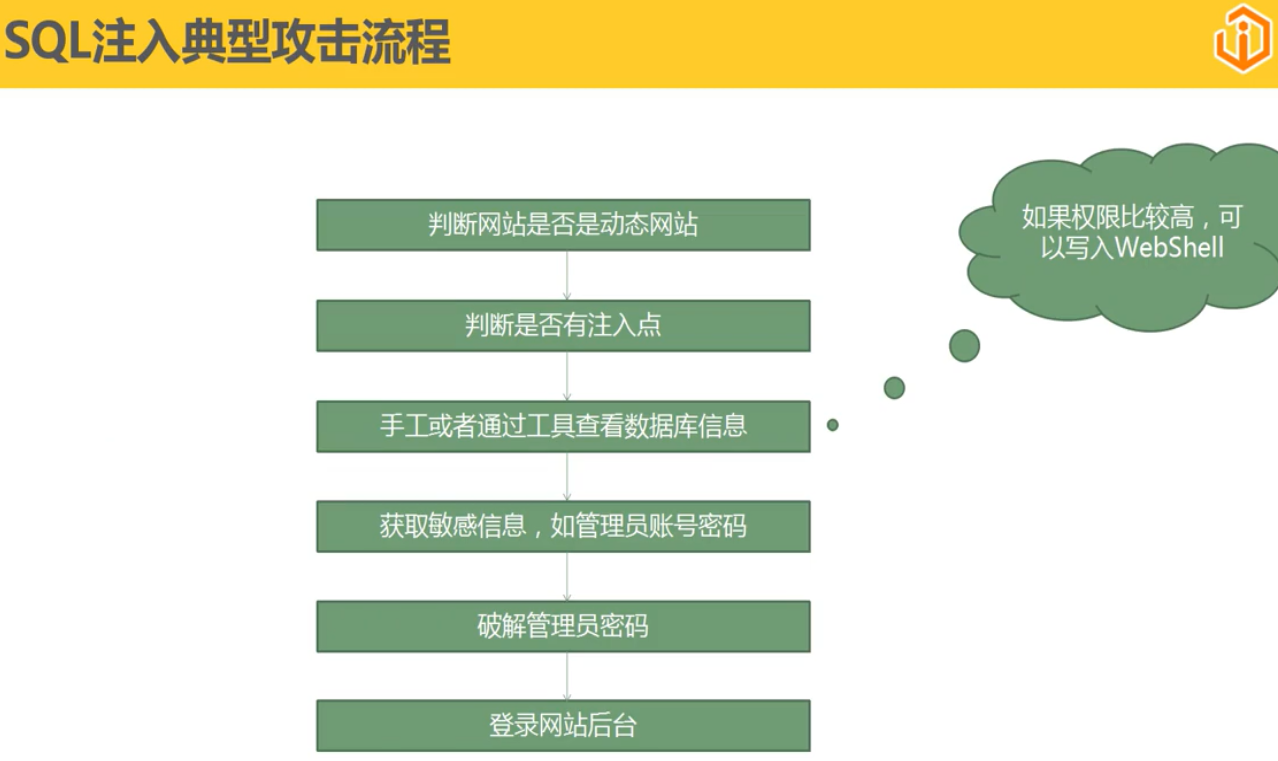 SQL注入典型攻击流程
判断网站是否是动态网站
如果权限比较高，可
以写入WebShell
判断是否有注入点
手工或者通过工具查看数据库信息
获取敏感信息，如管理员账号密码
破解管理员密码
登录网站后台